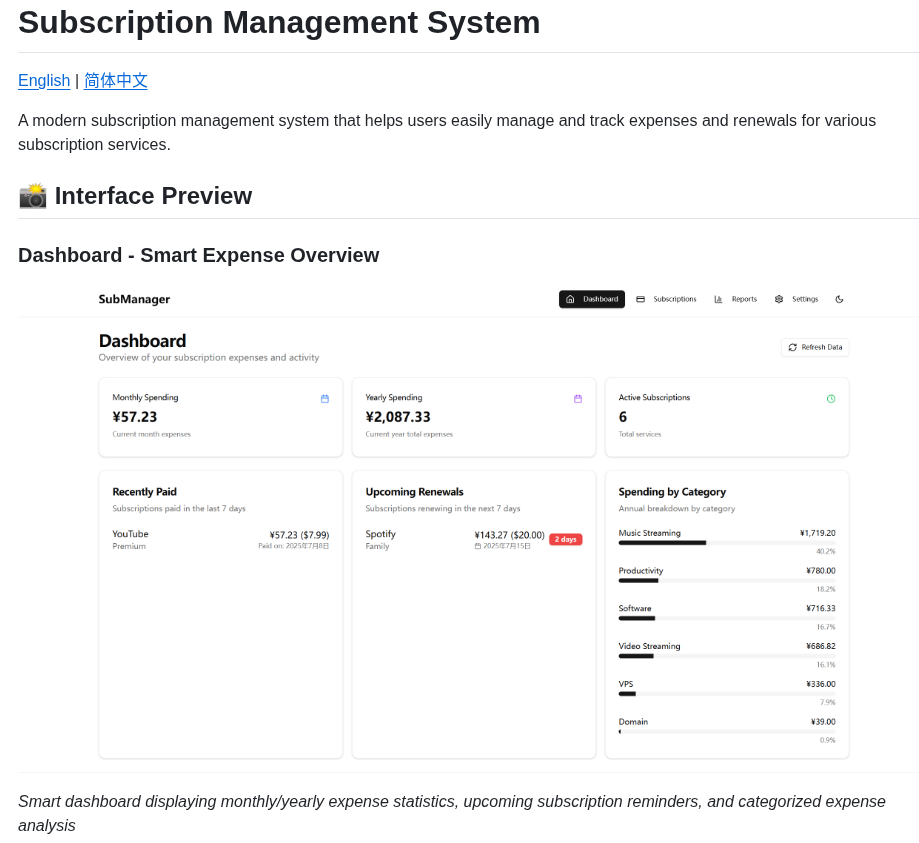 Subscription Management System
English | 简体中文
A modern subscription management system that helps users easily manage and track expenses and renewals for various
subscription services.
📸 Interface Preview
Dashboard - Smart Expense Overview
SubManager
Dashboard
Subscriptions
Reports
Settings
Dashboard
Overview of your subscription expenses and activity
Refresh Data
Monthly Spending
¥57.23
Current month expenses
Yearly Spending
¥2,087.33
Current year total expenses
Active Subscriptions
6
Total services
Recently Paid
Subscriptions paid in the last 7 days
YouTube ¥57.23 ($7.99)
Premium Paid on: 2025年7月8日
Upcoming Renewals
Subscriptions renewing in the next 7 days
Spotify ¥143.27 ($20.00) 2 days
Family 2025年7月15日
Spending by Category
Annual breakdown by category
Music Streaming ¥1,719.20
40.2%
Productivity ¥780.00
18.2%
Software ¥716.33
16.7%
Video Streaming ¥686.82
16.1%
VPS ¥336.00
7.9%
Domain ¥39.00
0.9%
Smart dashboard displaying monthly/yearly expense statistics, upcoming subscription reminders, and categorized expense
analysis